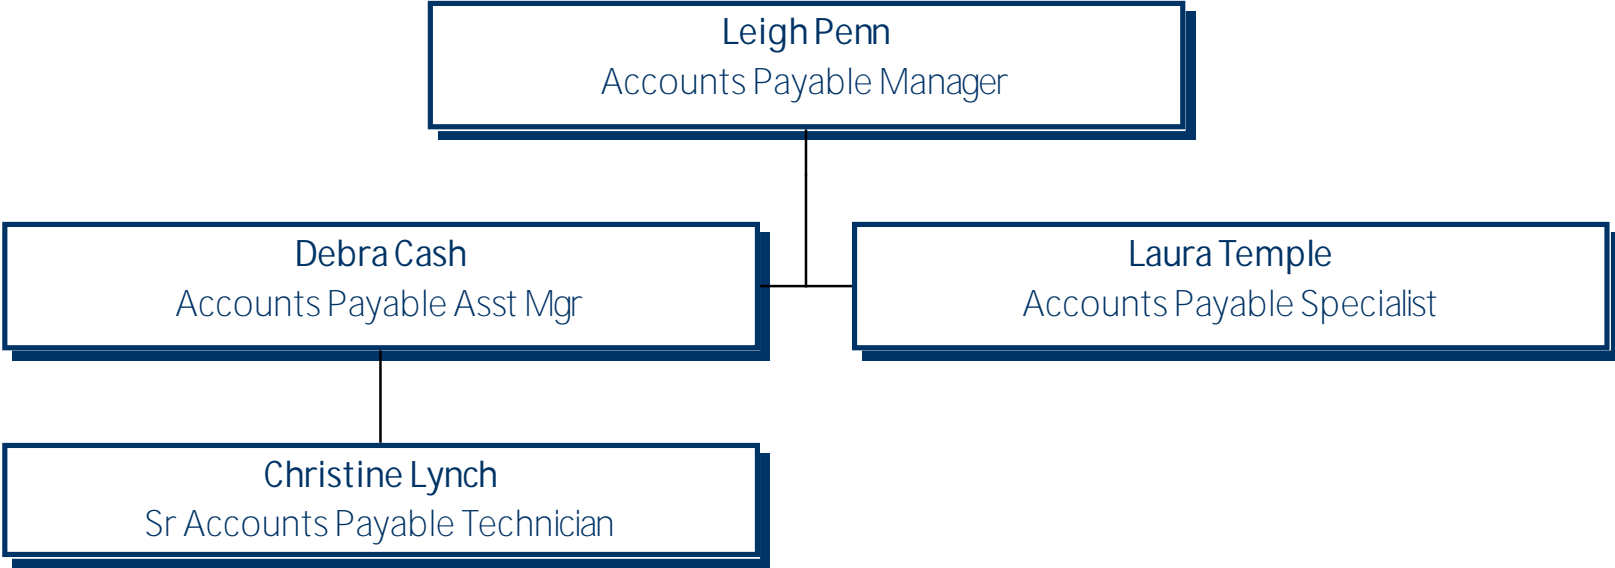 Leigh Penn
Accounts Payable Manager
Debra Cash
Accounts Payable Asst Mgr
Laura Temple
Accounts Payable Specialist
Christine Lynch
Sr Accounts Payable Technician